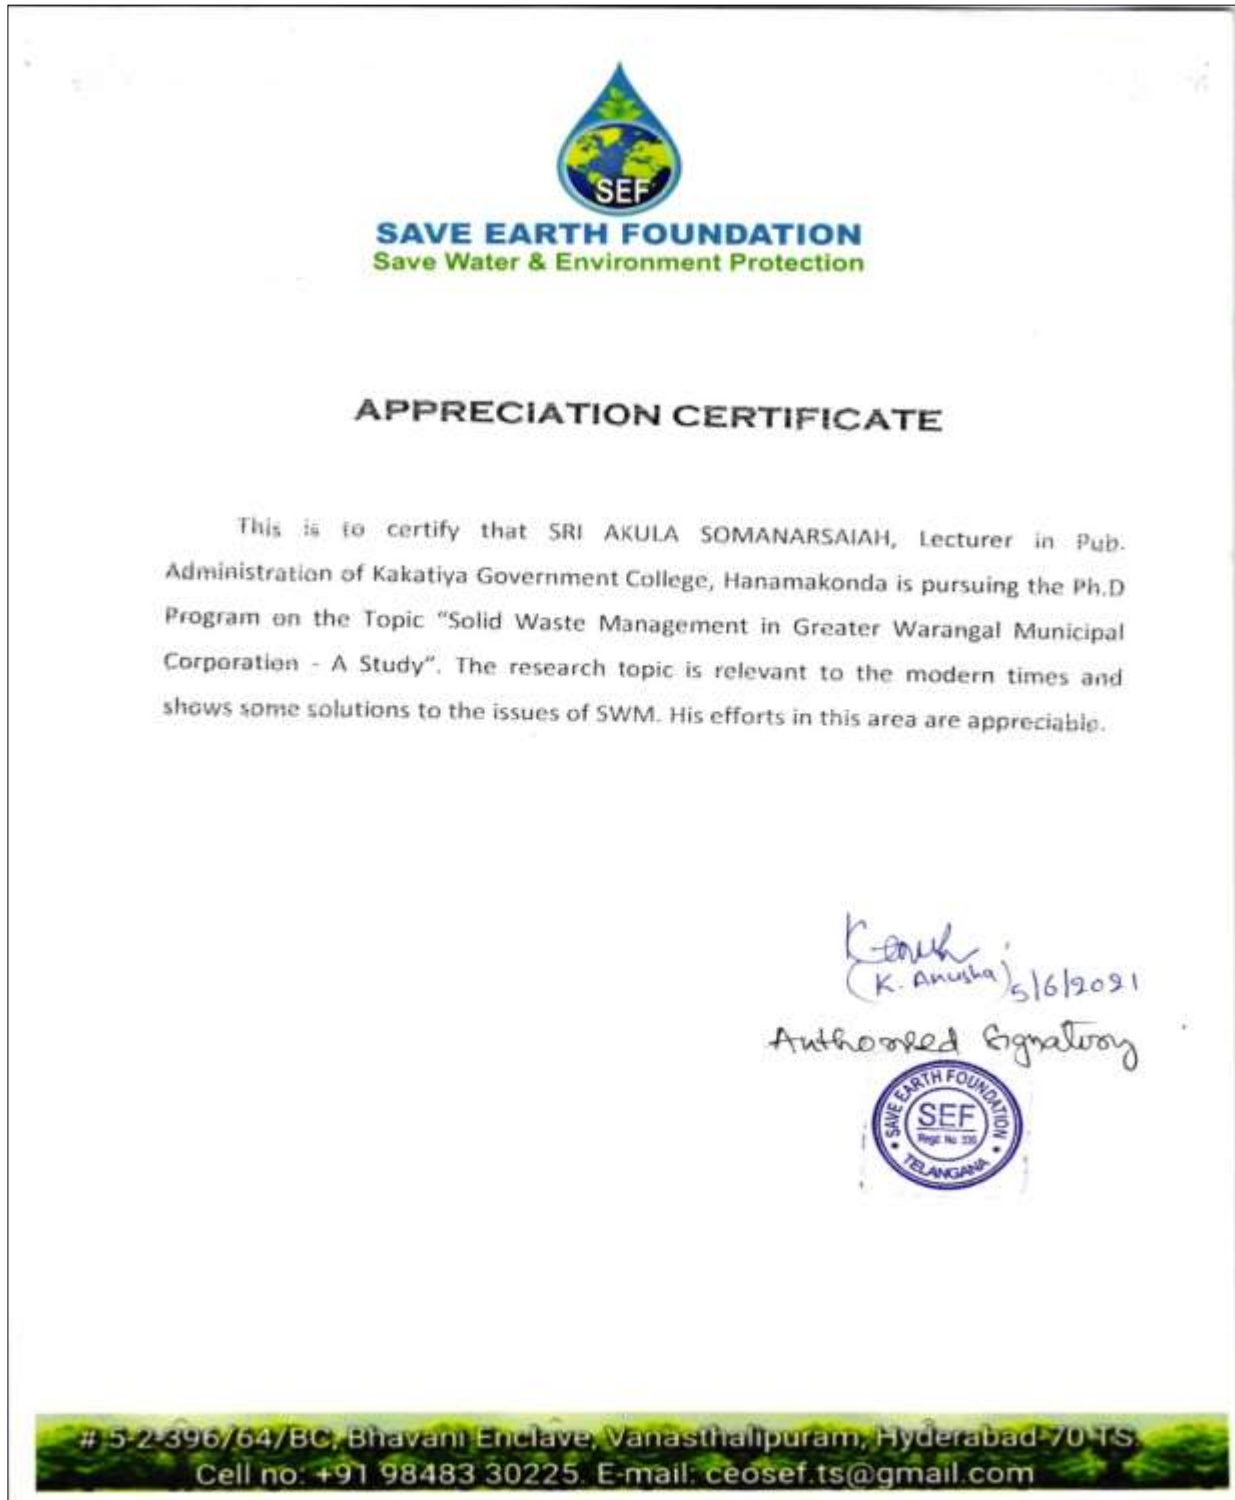 SEF
SAVE EARTH FOUNDATION
Save Water & Environment Protection
APPRECIATION CERTIFICATE
This is to certify that SRI AKULA SOMANARSAIAH, Lecturer in Pub.
Administration of Kakatiya Government College, Hanamakonda is pursuing the Ph.D
Program on the Topic “Solid Waste Management in Greater Warangal Municipal
Corporation - A Study”. The research topic is relevant to the modern times and
shows some solutions to the issues of SWM. His efforts in this area are appreciable.
(K. Anusha) 5/6/2021
Authorised Signatory
SAVE EARTH FOUNDATION
SEF
Regd. No.
TELANGANA
# 5-2-396/64/BC, Bhavani Enclave, Vanasthalipuram, Hyderabad-70 TS.
Cell no: +91 98483 30225. E-mail: ceosef.ts@gmail.com